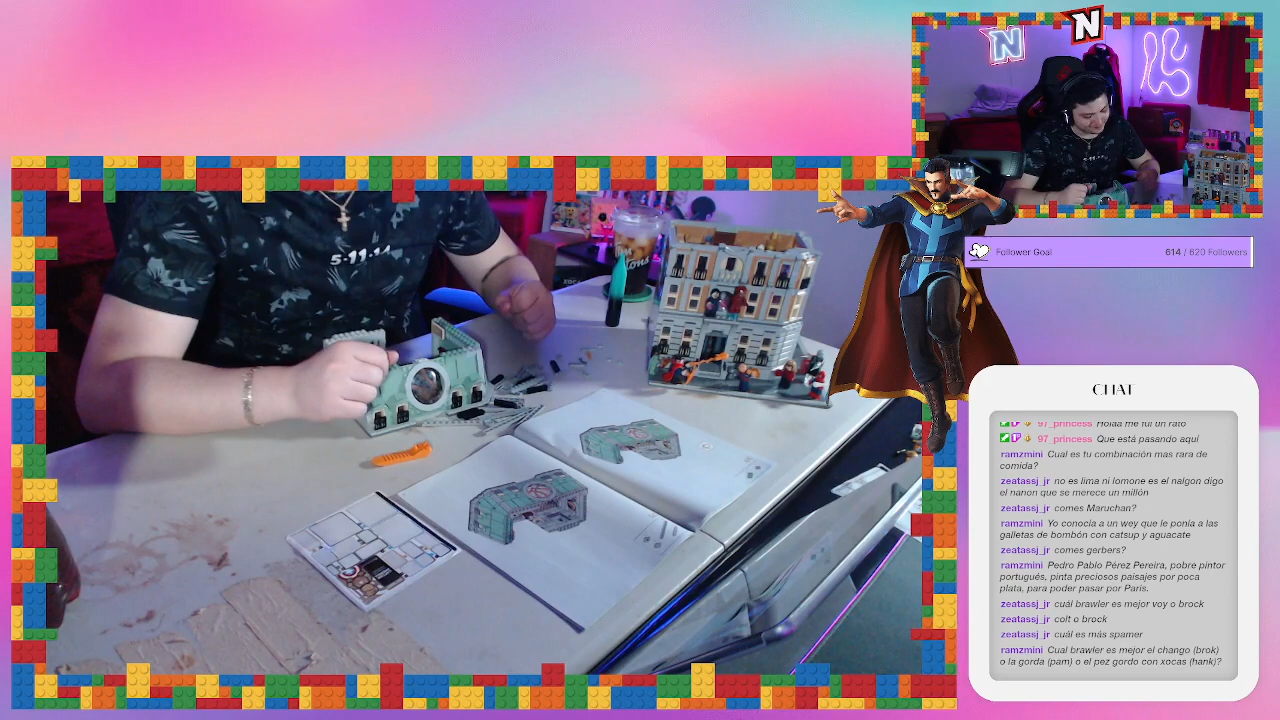 N
N
5.11.14
Follower Goal
614 / 620 Followers
CHAT
97_princess Holaa me fui un rato
97_princess Que está pasando aquí
ramzmini Cual es tu combinación mas rara de
comida?
zeatassj_jr no es lima ni lomone es el nalgon digo
el nanon que se merece un millón
zeatassj_jr comes Maruchan?
ramzmini Yo conocía a un wey que le ponía a las
galletas de bombón con catsup y aguacate
zeatassj_jr comes gerbers?
ramzmini Pedro Pablo Pérez Pereira, pobre pintor
portugués, pinta preciosos paisajes por poca
plata, para poder pasar por Paris.
zeatassj_jr cuál brawler es mejor voy o brock
zeatassj_jr colt o brock
zeatassj_jr cuál es más spamer
ramzmini Cual brawler es mejor el chango (brok)
o la gorda (pam) o el pez gordo con xocas (hank)?